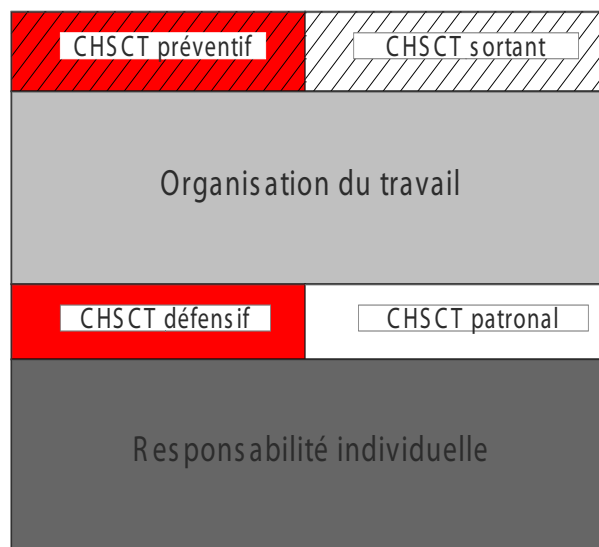 CHSCT préventif
CHSCT sortant
Organisation du travail
CHSCT défensif
CHSCT patronal
Responsabilité individuelle